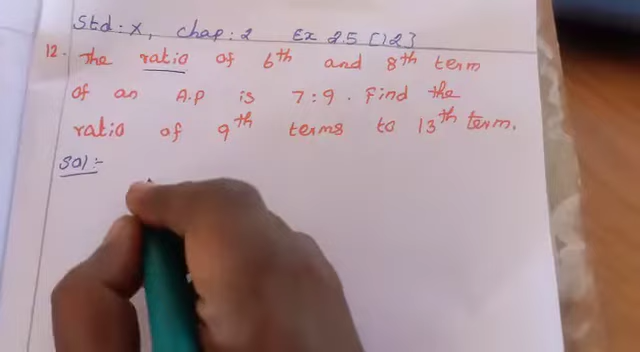 Std: X, Chap: 2 Ex 2.5 [12]
12. The ratio of 6th and 8th term
of an A.P is 7:9. Find the
ratio of 9th terms to 13th term.
Sol:-